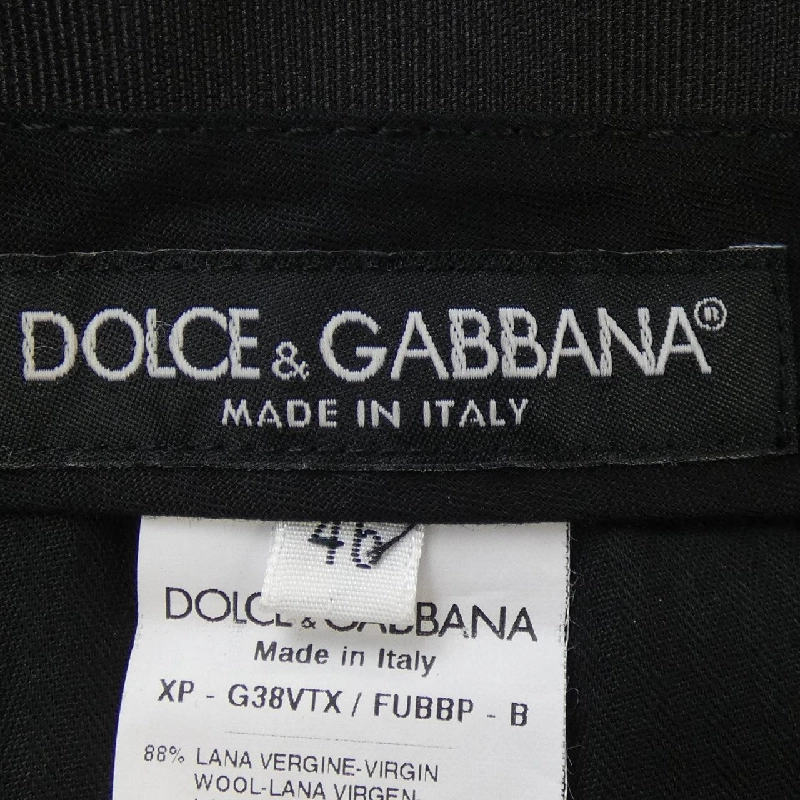 DOLCE & GABBANA®
MADE IN ITALY
46
DOLCE & GABBANA
Made in Italy
XP - G38VTX / FUBBP - B
88% LANA VERGINE-VIRGIN
WOOL-LANA VIRGEN-